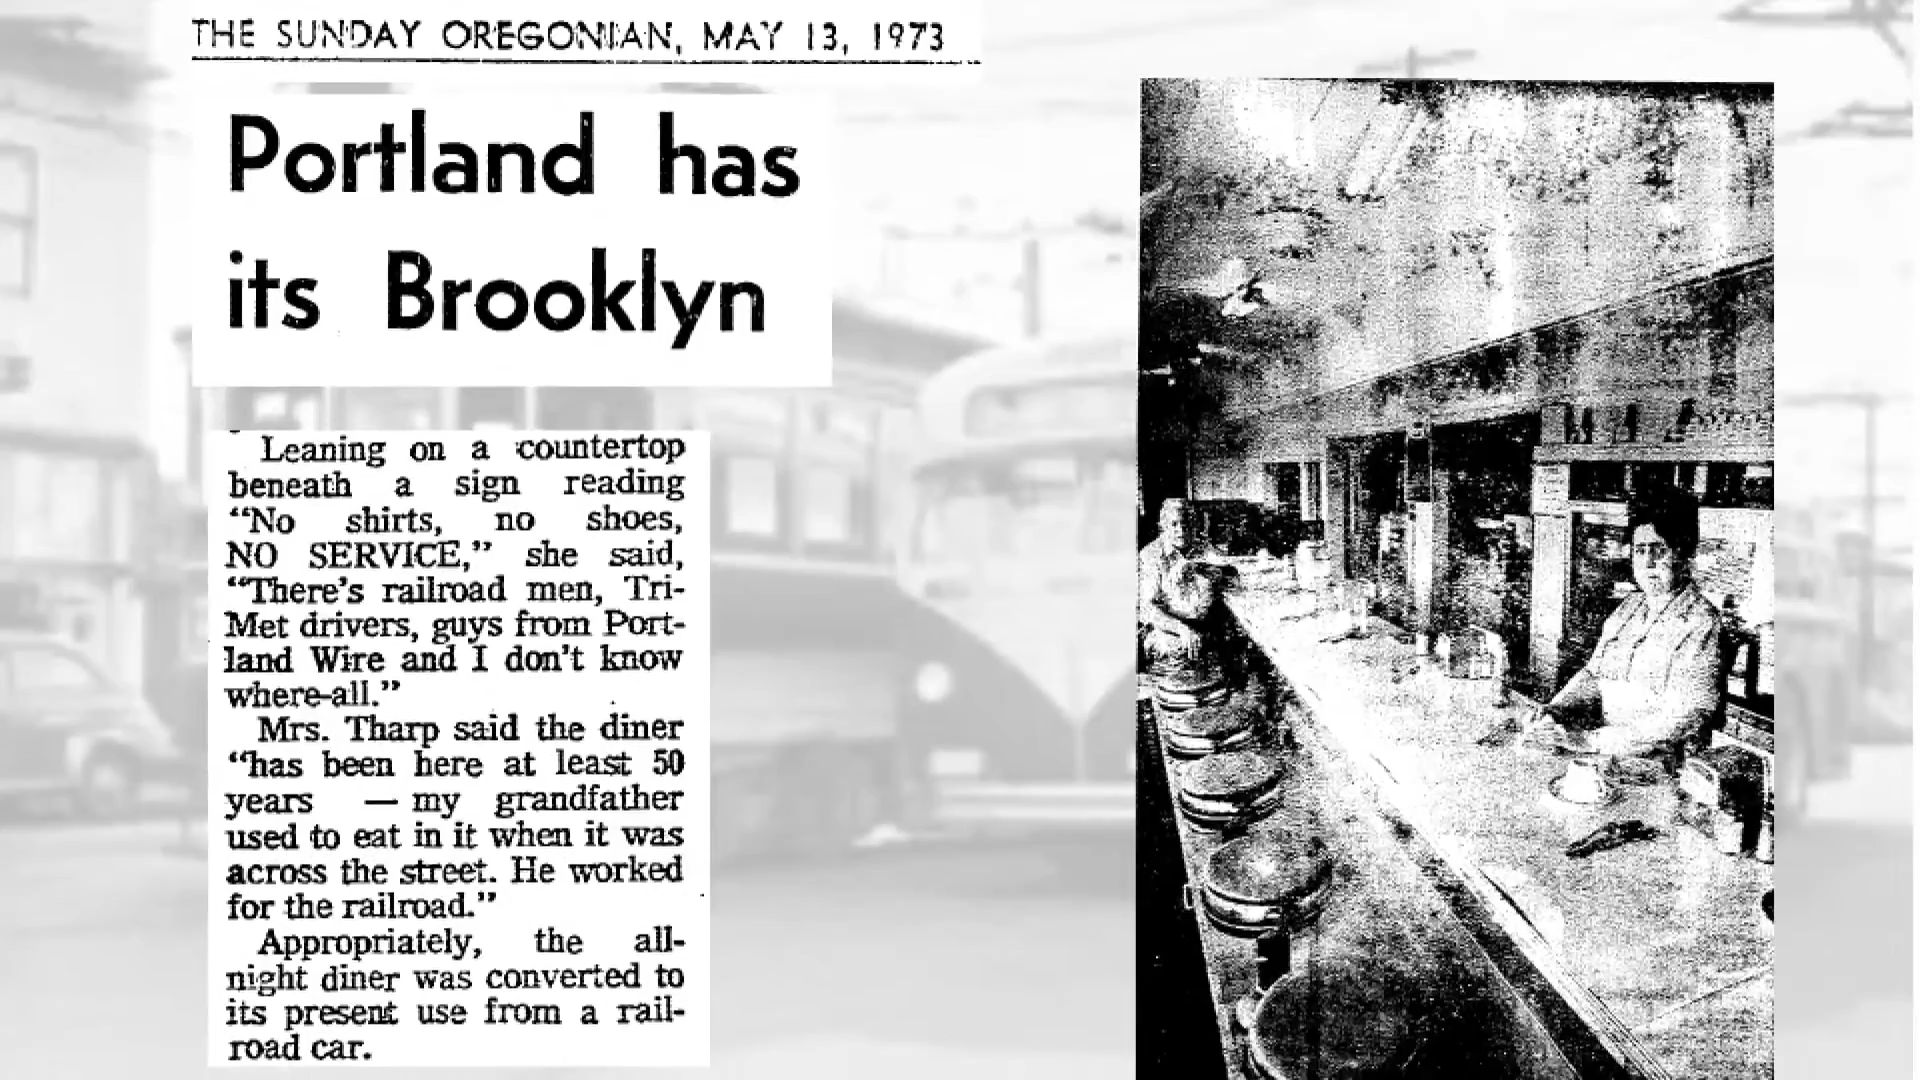 THE SUNDAY OREGONIAN, MAY 13, 1973
Portland has
its Brooklyn
Leaning on a countertop
beneath a sign reading
“No shirts, no shoes,
NO SERVICE,” she said,
“There’s railroad men, Tri-
Met drivers, guys from Port-
land Wire and I don’t know
where-all.”
Mrs. Tharp said the diner
“has been here at least 50
years — my grandfather
used to eat in it when it was
across the street. He worked
for the railroad.”
Appropriately, the all-
night diner was converted to
its present use from a rail-
road car.